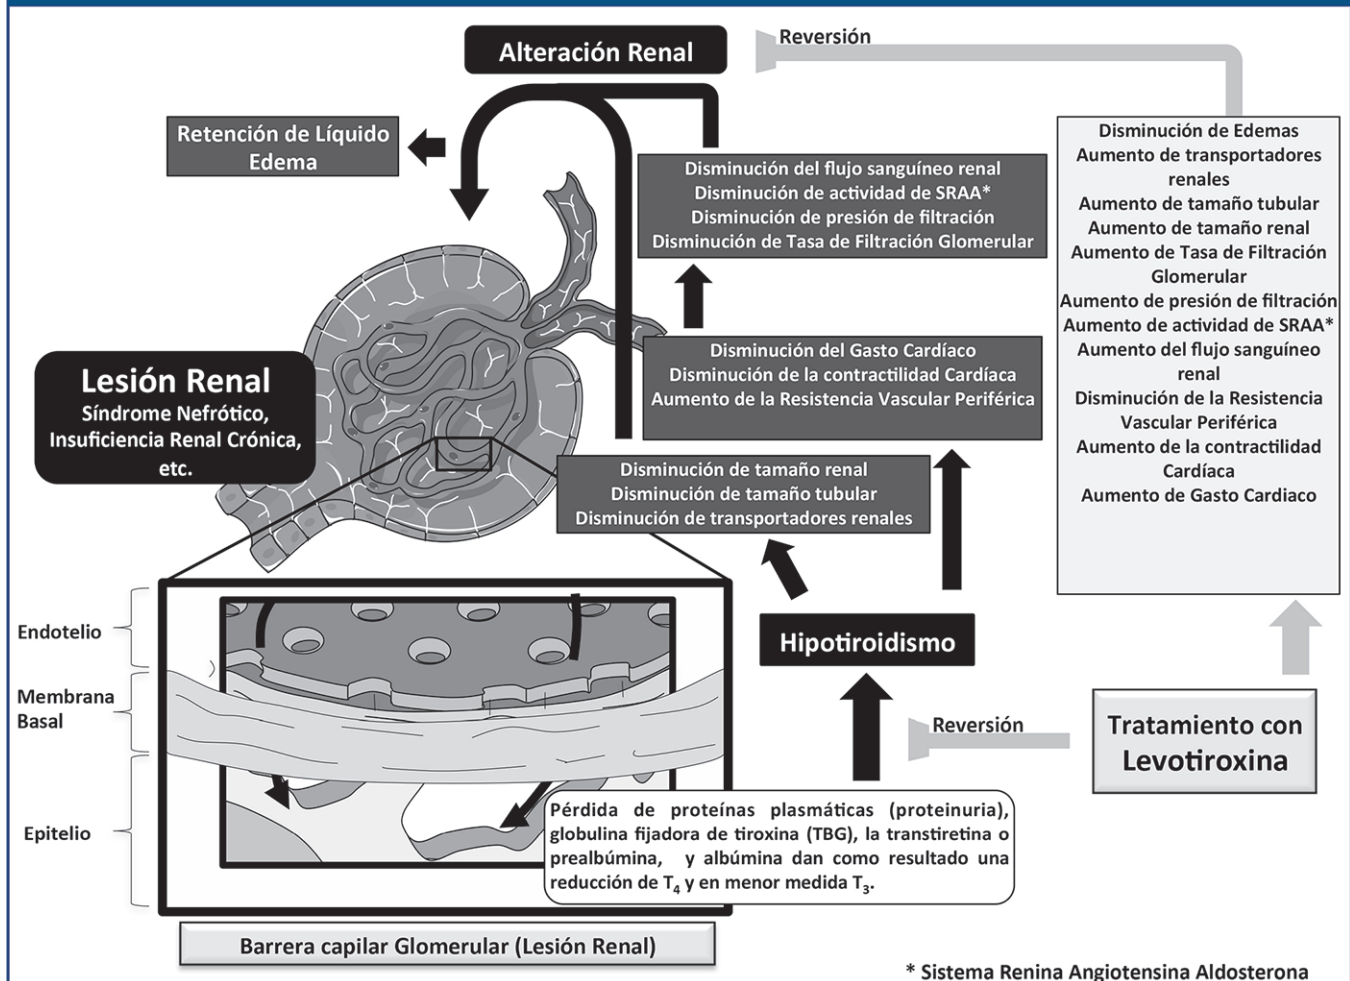 Alteración Renal
Reversión
Retención de Líquido
Edema
Disminución del flujo sanguíneo renal
Disminución de actividad de SRAA*
Disminución de presión de filtración
Disminución de Tasa de Filtración Glomerular
Disminución de Edemas
Aumento de transportadores
renales
Aumento de tamaño tubular
Aumento de tamaño renal
Aumento de Tasa de Filtración
Glomerular
Aumento de presión de filtración
Aumento de actividad de SRAA*
Aumento del flujo sanguíneo
renal
Disminución de la Resistencia
Vascular Periférica
Aumento de la contractilidad
Cardíaca
Aumento de Gasto Cardiaco
Lesión Renal
Síndrome Nefrótico,
Insuficiencia Renal Crónica,
etc.
Disminución del Gasto Cardíaco
Disminución de la contractilidad Cardíaca
Aumento de la Resistencia Vascular Periférica
Disminución de tamaño renal
Disminución de tamaño tubular
Disminución de transportadores renales
Hipotiroidismo
Endotelio
Membrana
Basal
Epitelio
Reversión
Tratamiento con
Levotiroxina
Pérdida de proteínas plasmáticas (proteinuria),
globulina fijadora de tiroxina (TBG), la transtiretina o
prealbúmina, y albúmina dan como resultado una
reducción de T4 y en menor medida T3.
Barrera capilar Glomerular (Lesión Renal)
* Sistema Renina Angiotensina Aldosterona